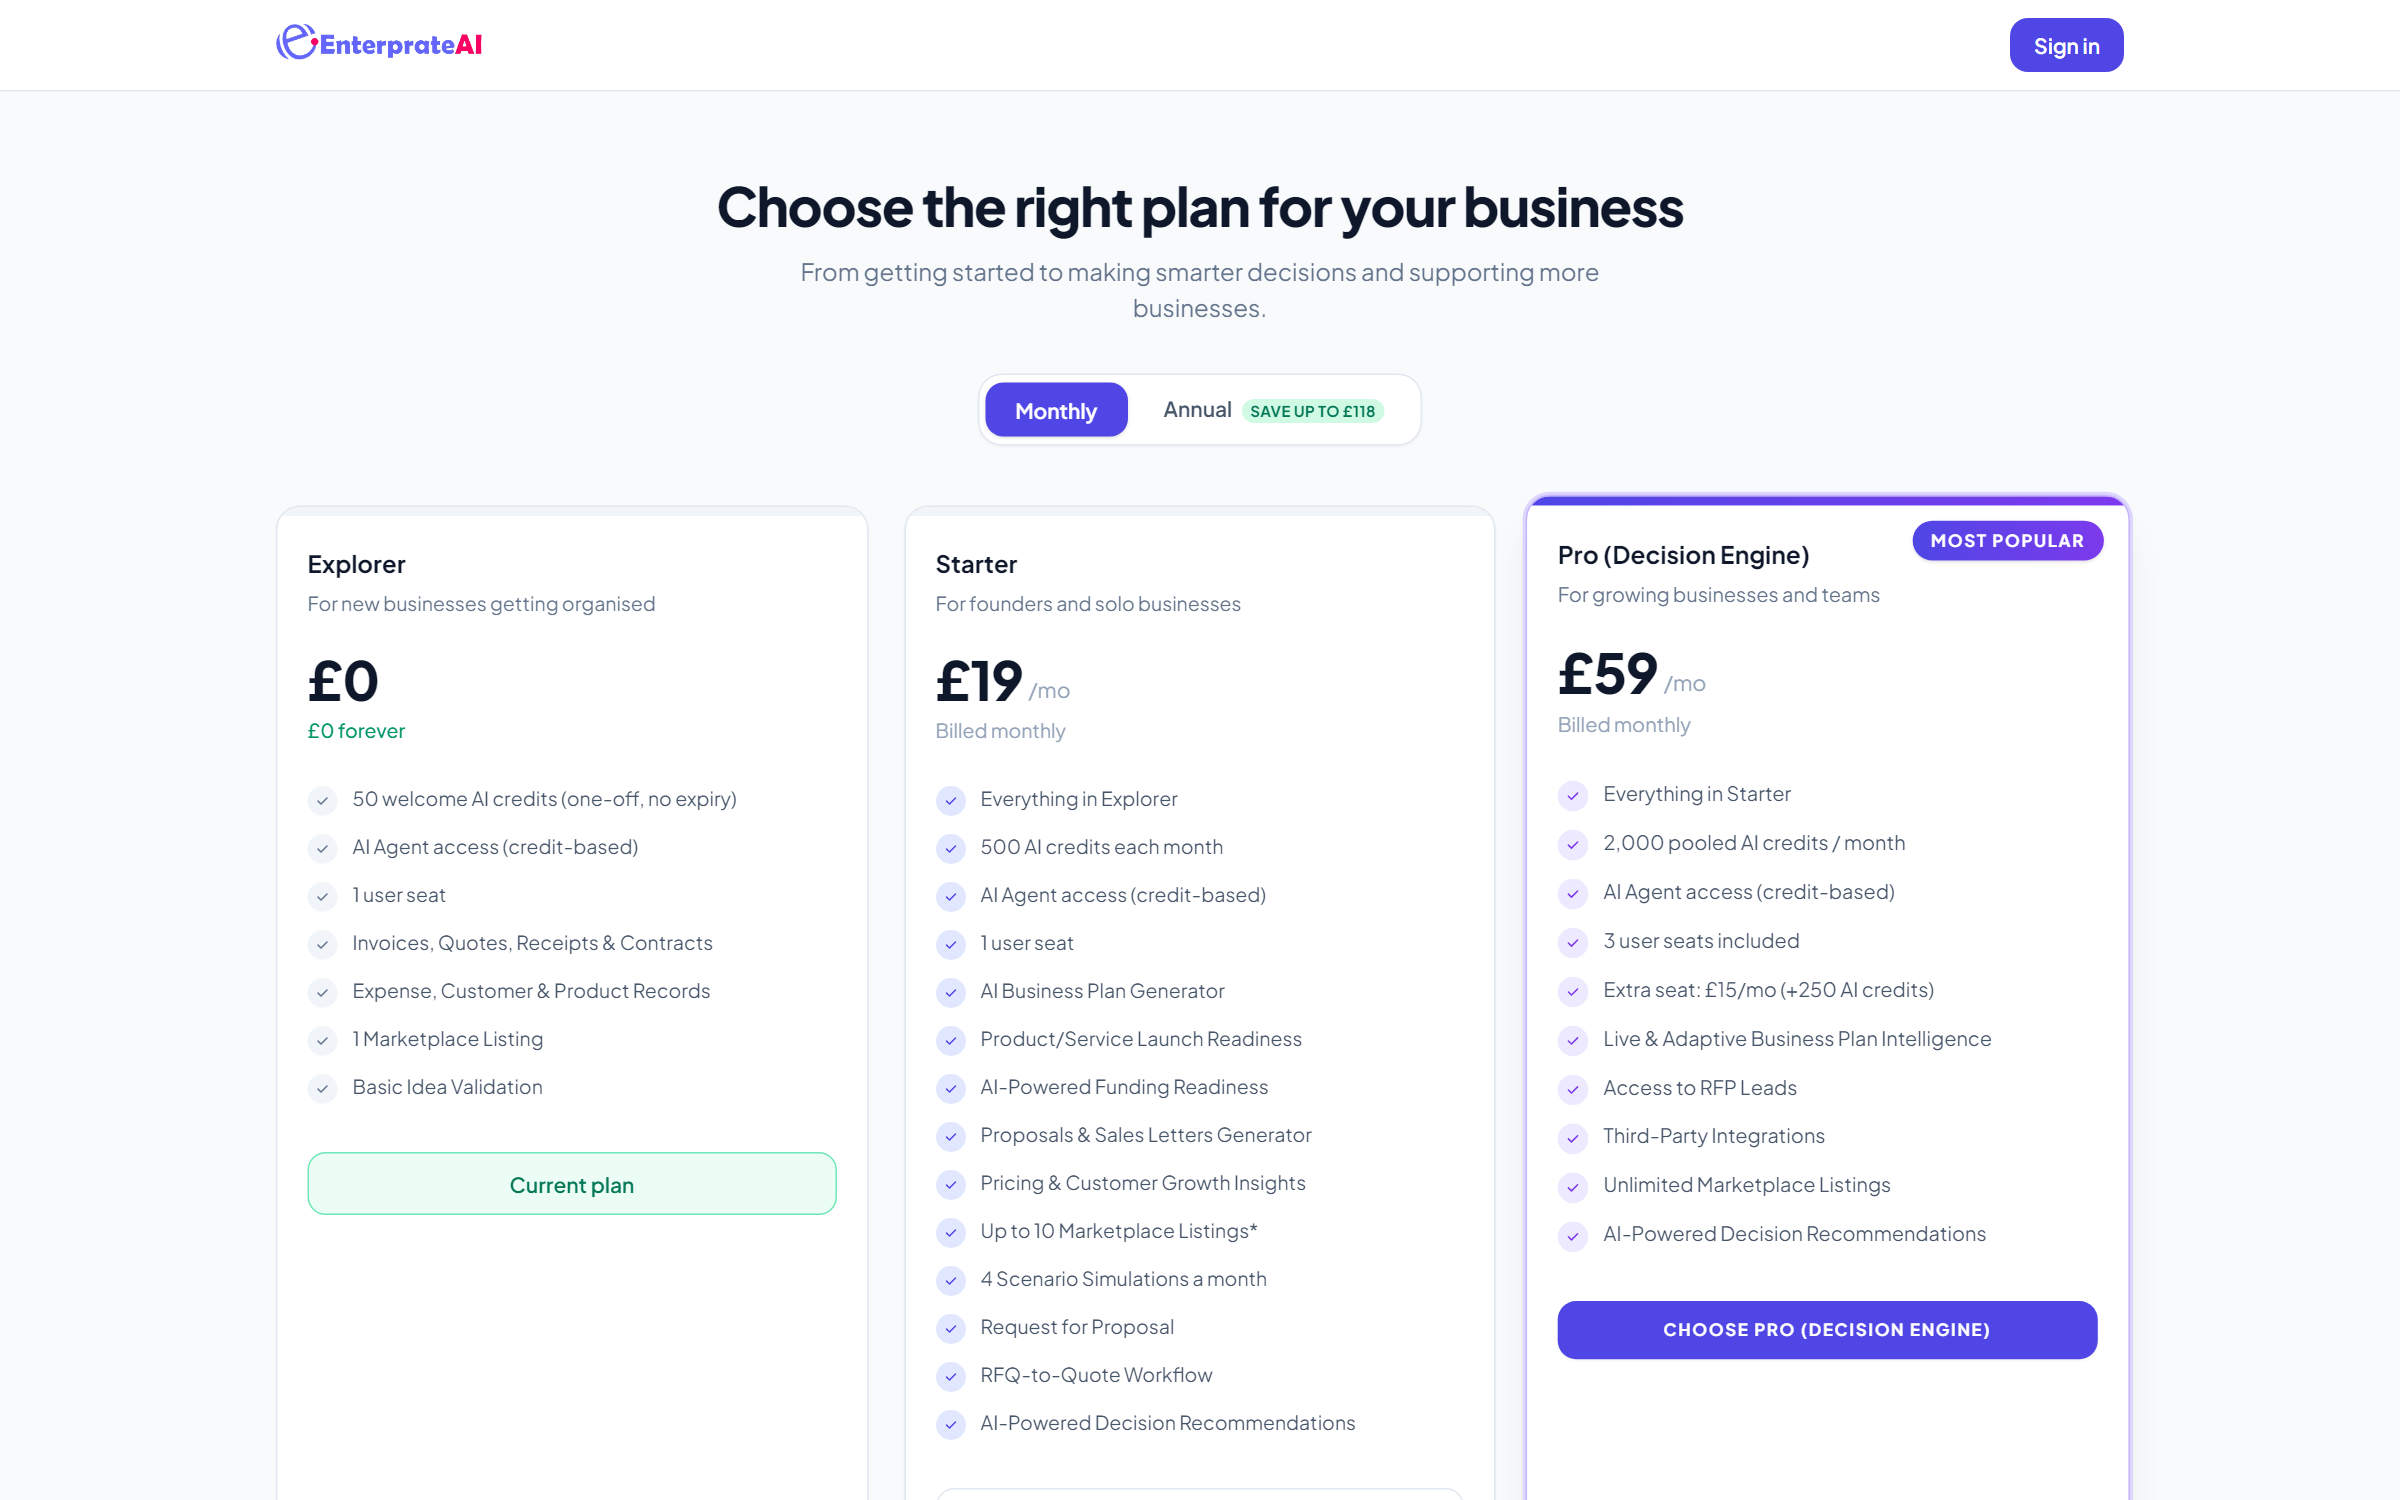 EnterprateAI
Sign in
Choose the right plan for your business
From getting started to making smarter decisions and supporting more
businesses.
Monthly
Annual SAVE UP TO £118
Explorer
For new businesses getting organised
£0
£0 forever
50 welcome AI credits (one-off, no expiry)
AI Agent access (credit-based)
1 user seat
Invoices, Quotes, Receipts & Contracts
Expense, Customer & Product Records
1 Marketplace Listing
Basic Idea Validation
Current plan
Starter
For founders and solo businesses
£19 /mo
Billed monthly
Everything in Explorer
500 AI credits each month
AI Agent access (credit-based)
1 user seat
AI Business Plan Generator
Product/Service Launch Readiness
AI-Powered Funding Readiness
Proposals & Sales Letters Generator
Pricing & Customer Growth Insights
Up to 10 Marketplace Listings*
4 Scenario Simulations a month
Request for Proposal
RFQ-to-Quote Workflow
AI-Powered Decision Recommendations
MOST POPULAR
Pro (Decision Engine)
For growing businesses and teams
£59 /mo
Billed monthly
Everything in Starter
2,000 pooled AI credits / month
AI Agent access (credit-based)
3 user seats included
Extra seat: £15/mo (+250 AI credits)
Live & Adaptive Business Plan Intelligence
Access to RFP Leads
Third-Party Integrations
Unlimited Marketplace Listings
AI-Powered Decision Recommendations
CHOOSE PRO (DECISION ENGINE)